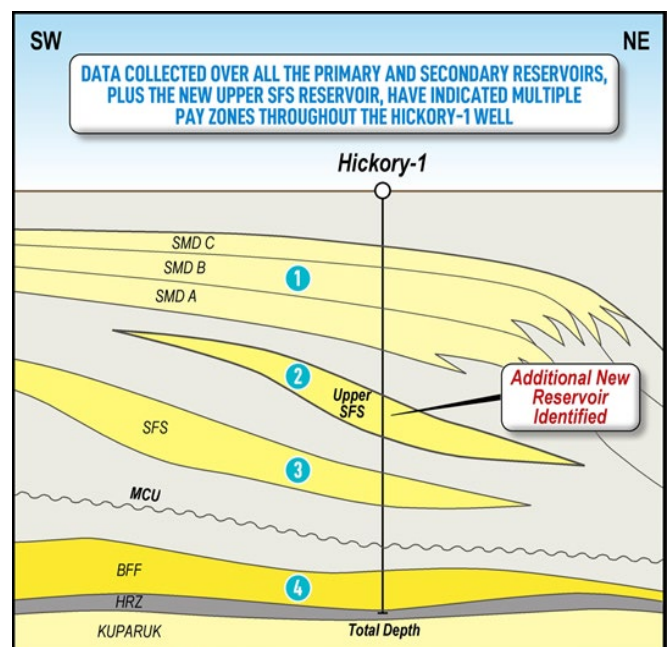 SW
NE
DATA COLLECTED OVER ALL THE PRIMARY AND SECONDARY RESERVOIRS,
PLUS THE NEW UPPER SFS RESERVOIR, HAVE INDICATED MULTIPLE
PAY ZONES THROUGHOUT THE HICKORY-1 WELL
Hickory-1
SMD C
SMD B
1
SMD A
2
Upper
SFS
Additional New
Reservoir
Identified
SFS
3
MCU
BFF
4
HRZ
KUPARUK
Total Depth